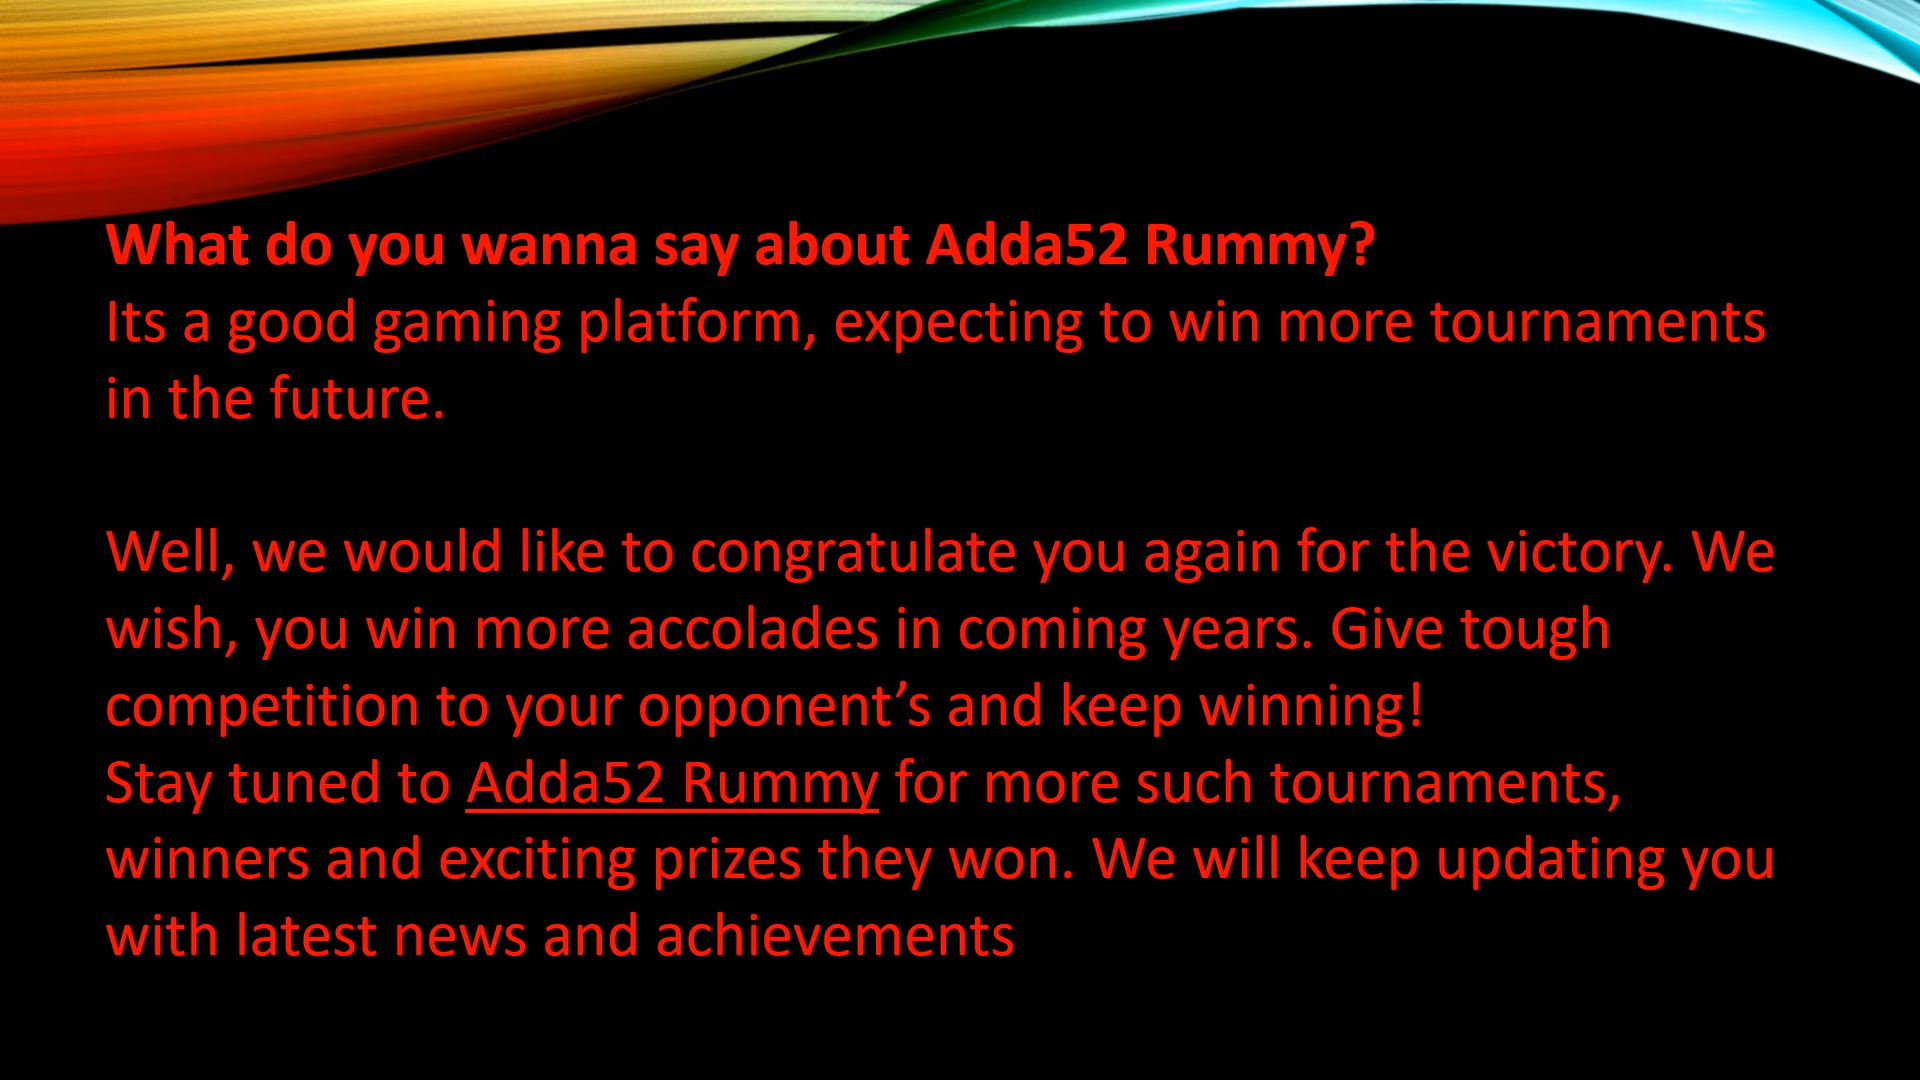 What do you wanna say about Adda52 Rummy?
Its a good gaming platform, expecting to win more tournaments
in the future.
Well, we would like to congratulate you again for the victory. We
wish, you win more accolades in coming years. Give tough
competition to your opponent’s and keep winning!
Stay tuned to Adda52 Rummy for more such tournaments,
winners and exciting prizes they won. We will keep updating you
with latest news and achievements